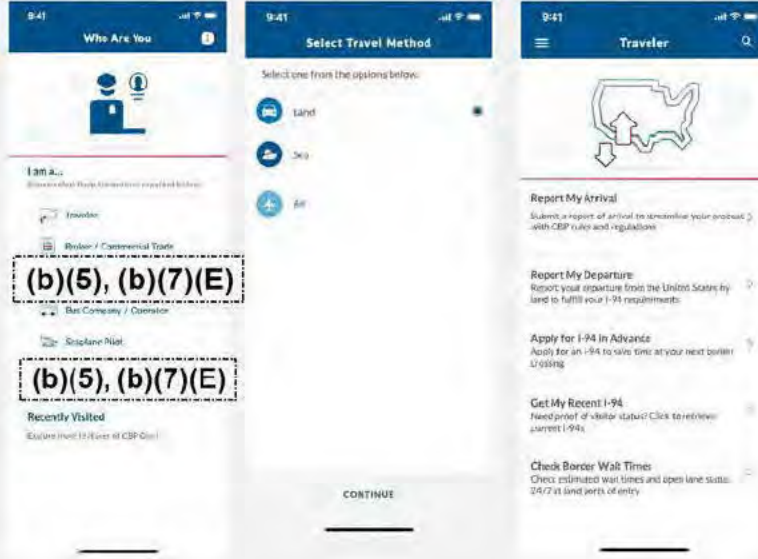 9:41
Who Are You
I am a...
Traveler
Broker / Commercial Trade
(b)(5), (b)(7)(E)
Bus Company / Operator
Seaplane Pilot
(b)(5), (b)(7)(E)
Recently Visited
Explore more features of CBP One!
9:41
Select Travel Method
Select one from the options below.
Land
Sea
Air
CONTINUE
9:41
Traveler
Report My Arrival
Submit a report of arrival to streamline your process
with CBP rules and regulations
Report My Departure
Report your departure from the United States by
land to fulfill your I-94 requirements
Apply for I-94 in Advance
Apply for an I-94 to save time at your next border
crossing
Get My Recent I-94
Need proof of visitor status? Click to retrieve
current I-94s
Check Border Wait Times
Check estimated wait times and open lane status
24/7 at land ports of entry